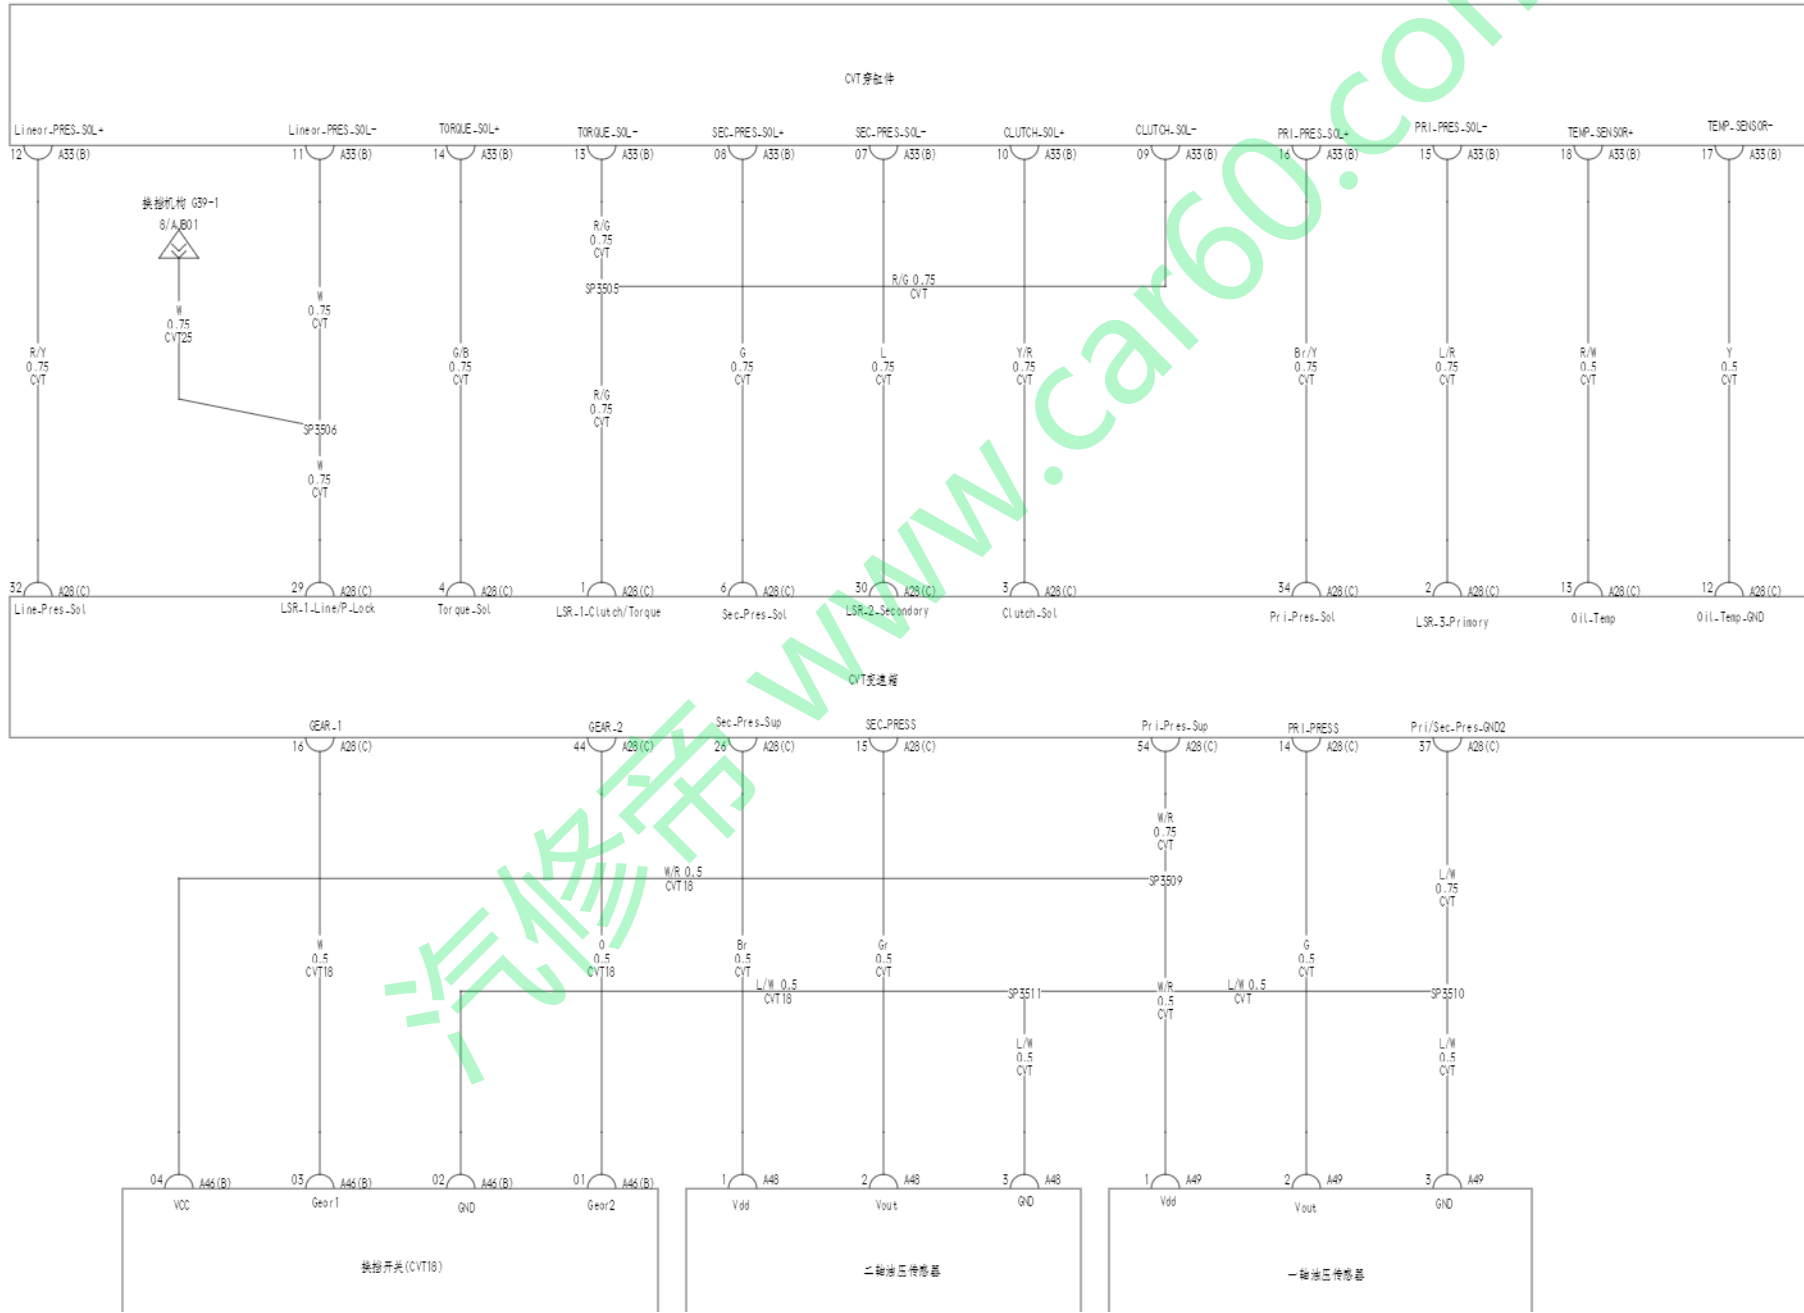 CVT旁缸件
Linear-PRES-SOL+
Linear-PRES-SOL-
TORQUE-SOL+
TORQUE-SOL-
SEC-PRES-SOL+
SEC-PRES-SOL-
CLUTCH-SOL+
CLUTCH-SOL-
PRI-PRES-SOL+
PRI-PRES-SOL-
TEMP-SENSOR+
TEMP-SENSOR-
12 A33(B)
11 A33(B)
14 A33(B)
13 A33(B)
08 A33(B)
07 A33(B)
10 A33(B)
09 A33(B)
16 A33(B)
15 A33(B)
18 A33(B)
17 A33(B)
换挡机构 G39-1
8/AJB01
R/G
0.75
CVT
SP3505
R/G 0.75
CVT
W
0.75
CVT25
W
0.75
CVT
R/Y
0.75
CVT
G/B
0.75
CVT
R/G
0.75
CVT
G
0.75
CVT
L
0.75
CVT
Y/R
0.75
CVT
Br/Y
0.75
CVT
L/R
0.75
CVT
R/W
0.5
CVT
Y
0.5
CVT
SP3506
W
0.75
CVT
32 A28(C)
29 A28(C)
4 A28(C)
1 A28(C)
6 A28(C)
30 A28(C)
3 A28(C)
34 A28(C)
2 A28(C)
13 A28(C)
12 A28(C)
Line-Pres-Sol
LSR-1-Line/P-Lock
Torque-Sol
LSR-1-Clutch/Torque
Sec-Pres-Sol
LSR-2-Secondary
Clutch-Sol
Pri-Pres-Sol
LSR-3-Primary
Oil-Temp
Oil-Temp-GND
CVT变速箱
GEAR-1
GEAR-2
Sec-Pres-Sup
SEC-PRESS
Pri-Pres-Sup
PRI-PRESS
Pri/Sec-Pres-GND2
16 A28(C)
44 A28(C)
26 A28(C)
15 A28(C)
54 A28(C)
14 A28(C)
37 A28(C)
W/R
0.75
CVT
W/R 0.5
CVT18
SP3509
L/W
0.75
CVT
W
0.5
CVT18
O
0.5
CVT18
Br
0.5
CVT
Gr
0.5
CVT
G
0.5
CVT
L/W 0.5
CVT18
SP3511
W/R
0.5
CVT
L/W 0.5
CVT
SP3510
L/W
0.5
CVT
L/W
0.5
CVT
04 A46(B)
03 A46(B)
02 A46(B)
01 A46(B)
1 A48
2 A48
3 A48
1 A49
2 A49
3 A49
VCC
Gear1
GND
Gear2
Vdd
Vout
GND
Vdd
Vout
GND
换挡开关(CVT18)
二轴油压传感器
一轴油压传感器
汽修帝 www.car60.com